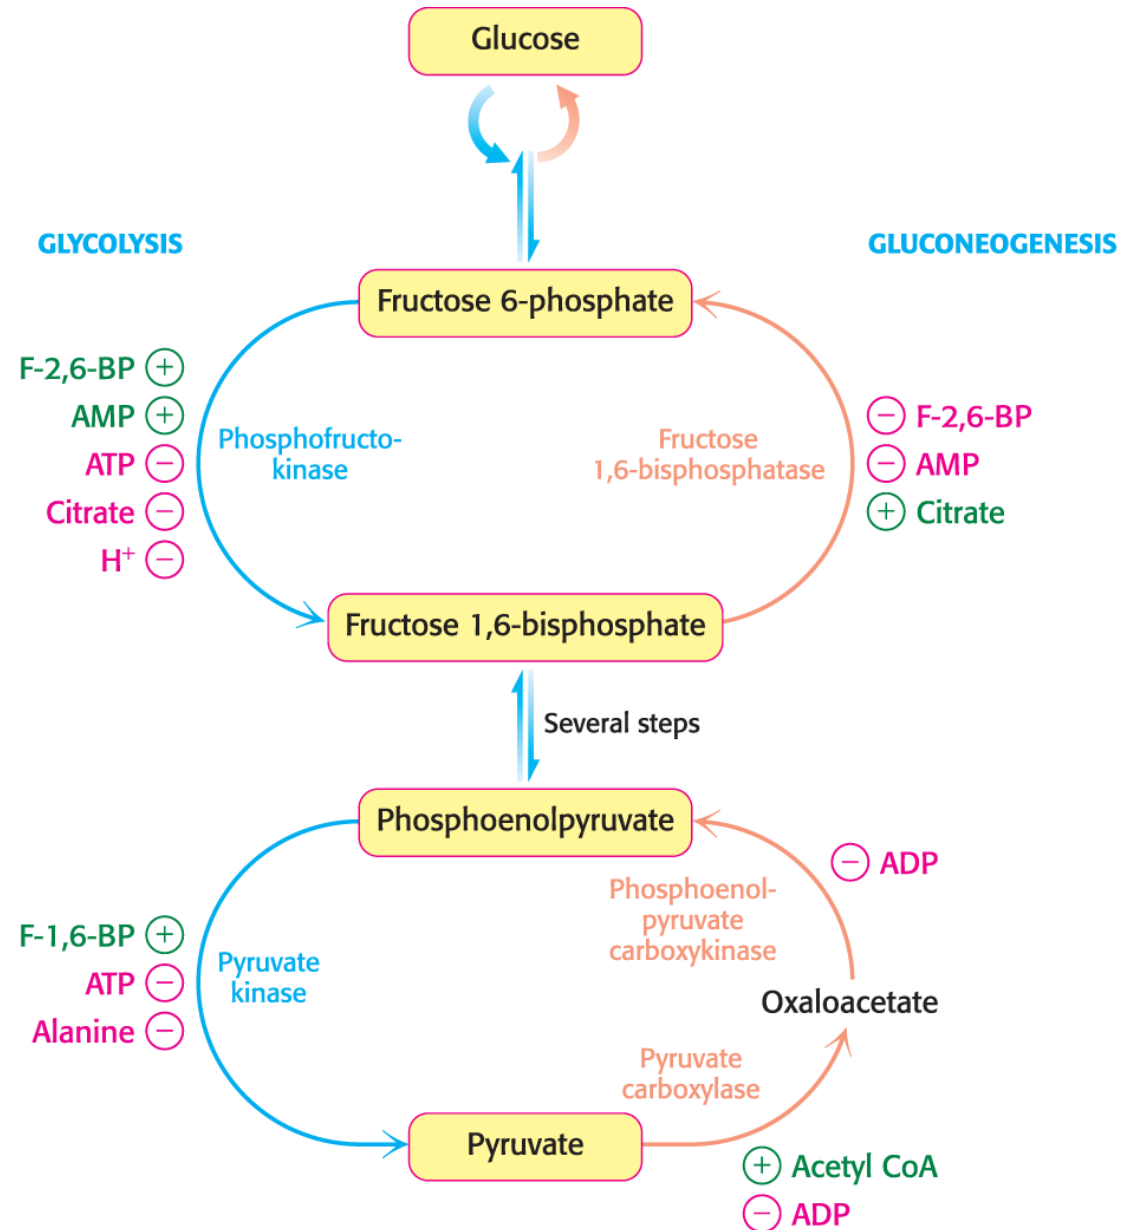 Glucose
GLYCOLYSIS
GLUCONEOGENESIS
Fructose 6-phosphate
F-2,6-BP +
AMP +
ATP −
Citrate −
H⁺ −
Phosphofructo-
kinase
Fructose
1,6-bisphosphatase
− F-2,6-BP
− AMP
+ Citrate
Fructose 1,6-bisphosphate
Several steps
Phosphoenolpyruvate
F-1,6-BP +
ATP −
Alanine −
Pyruvate
kinase
Phosphoenol-
pyruvate
carboxykinase
− ADP
Oxaloacetate
Pyruvate
carboxylase
Pyruvate
+ Acetyl CoA
− ADP